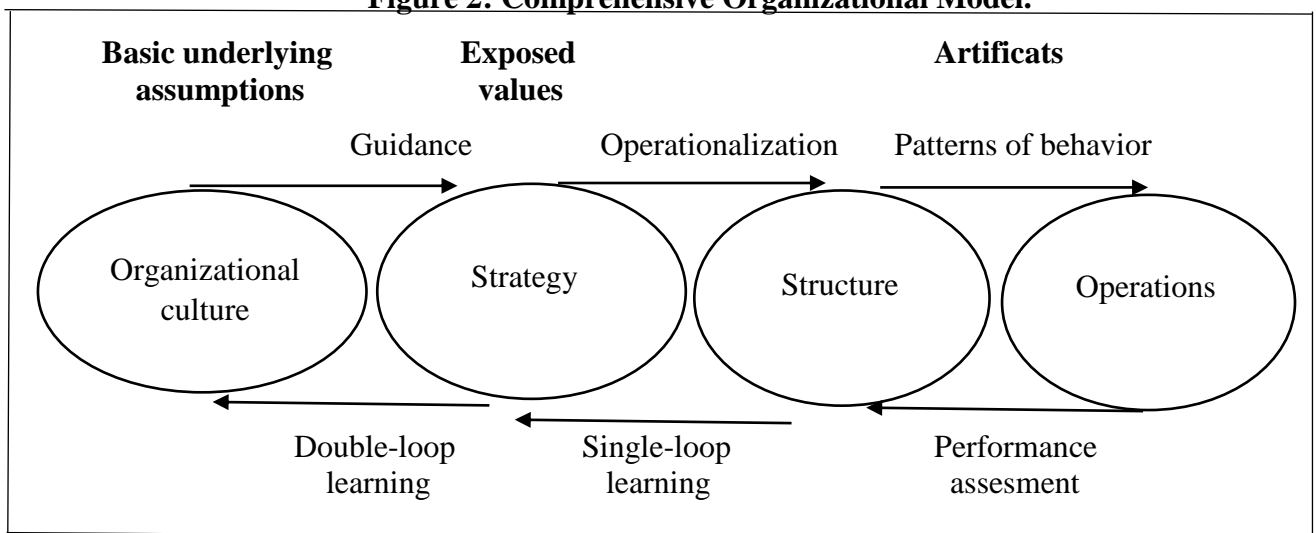 Figure 2: Comprehensive Organizational Model.
Basic underlying
assumptions
Exposed
values
Artificats
Guidance
Operationalization
Patterns of behavior
Organizational
culture
Strategy
Structure
Operations
Double-loop
learning
Single-loop
learning
Performance
assesment